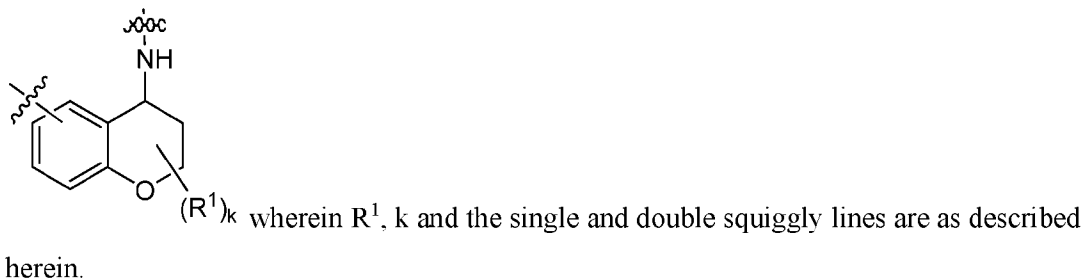 NH
O
(R¹)k wherein R¹, k and the single and double squiggly lines are as described
herein.